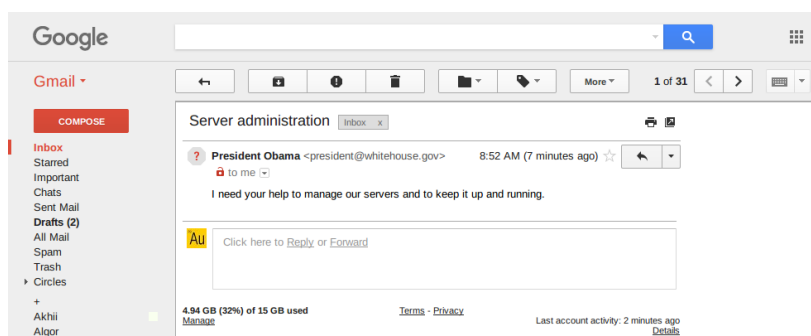 Google
Gmail
More
1 of 31
COMPOSE
Inbox
Starred
Important
Chats
Sent Mail
Drafts (2)
All Mail
Spam
Trash
Circles
+
Akhii
Algor
Server administration Inbox x
? President Obama <president@whitehouse.gov> 8:52 AM (7 minutes ago)
to me
I need your help to manage our servers and to keep it up and running.
Au Click here to Reply or Forward
4.94 GB (32%) of 15 GB used
Manage
Terms - Privacy
Last account activity: 2 minutes ago
Details